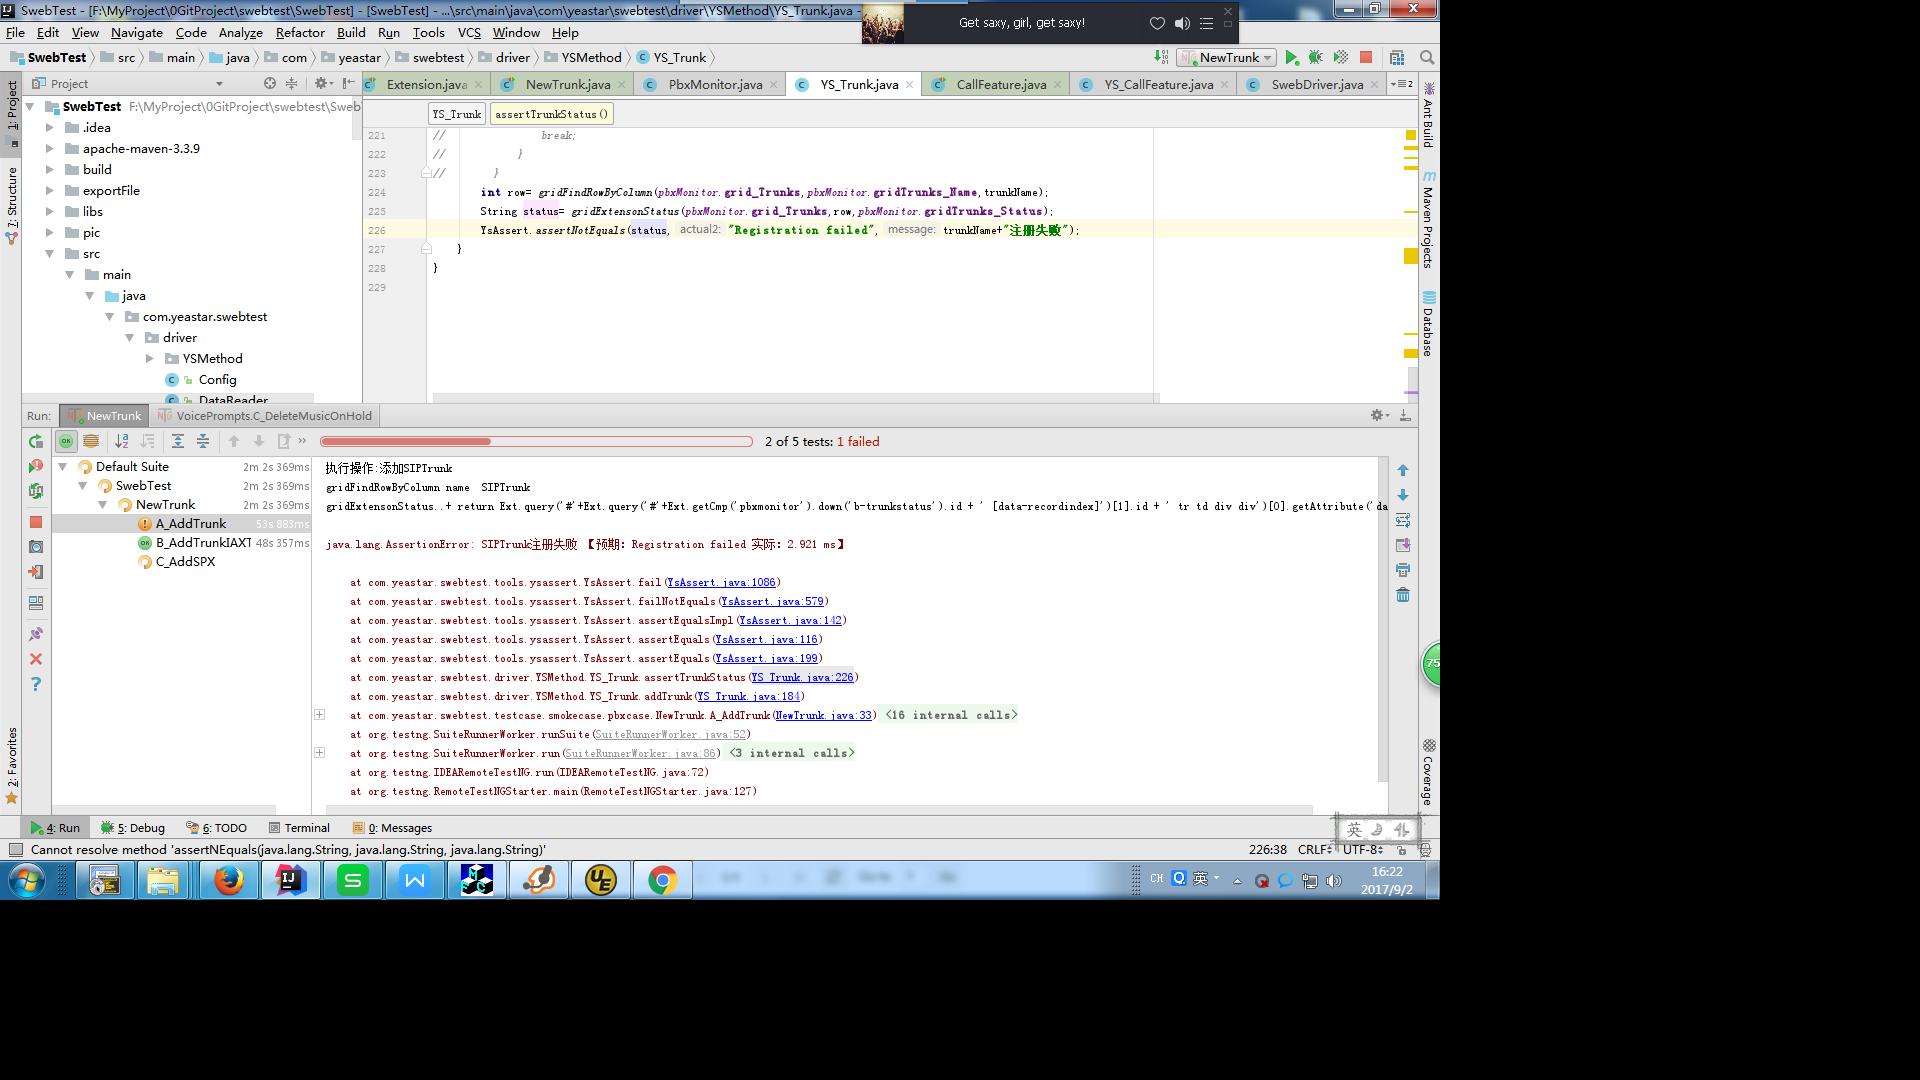 SwebTest - [F:\MyProject\0GitProject\swebtest\SwebTest] - [SwebTest] - ...\src\main\java\com\yeastar\swebtest\driver\YSMethod\YS_Trunk.java -
Get saxy, girl, get saxy!
File Edit View Navigate Code Analyze Refactor Build Run Tools VCS Window Help
SwebTest src main java com yeastar swebtest driver YSMethod YS_Trunk
NewTrunk
Project
Extension.java NewTrunk.java PbxMonitor.java YS_Trunk.java CallFeature.java YS_CallFeature.java SwebDriver.java
YS_Trunk assertTrunkStatus()
SwebTest F:\MyProject\0GitProject\swebtest\Sweb
.idea
apache-maven-3.3.9
build
exportFile
libs
pic
src
main
java
com.yeastar.swebtest
driver
YSMethod
Config
DataReader
221 // break;
222 // }
223 // }
224 int row= gridFindRowByColumn(pbxMonitor.grid_Trunks,pbxMonitor.gridTrunks_Name,trunkName);
225 String status= gridExtensonStatus(pbxMonitor.grid_Trunks,row,pbxMonitor.gridTrunks_Status);
226 YsAssert.assertNotEquals(status, actual2: "Registration failed", message: trunkName+"注册失败");
227 }
228 }
229
1: Project
7: Structure
2: Favorites
Ant Build
Maven Projects
Database
Coverage
Run: NewTrunk VoicePrompts.C_DeleteMusicOnHold
2 of 5 tests: 1 failed
Default Suite 2m 2s 369ms
SwebTest 2m 2s 369ms
NewTrunk 2m 2s 369ms
A_AddTrunk 53s 883ms
B_AddTrunkIAXT 48s 357ms
C_AddSPX
执行操作:添加SIPTrunk
gridFindRowByColumn name SIPTrunk
gridExtensonStatus..+ return Ext.query('#'+Ext.query('#'+Ext.getCmp('pbxmonitor').down('b-trunkstatus').id + ' [data-recordindex]')[1].id + ' tr td div div')[0].getAttribute('da
java.lang.AssertionError: SIPTrunk注册失败 【预期: Registration failed 实际: 2.921 ms】
at com.yeastar.swebtest.tools.ysassert.YsAssert.fail(YsAssert.java:1086)
at com.yeastar.swebtest.tools.ysassert.YsAssert.failNotEquals(YsAssert.java:579)
at com.yeastar.swebtest.tools.ysassert.YsAssert.assertEqualsImpl(YsAssert.java:142)
at com.yeastar.swebtest.tools.ysassert.YsAssert.assertEquals(YsAssert.java:116)
at com.yeastar.swebtest.tools.ysassert.YsAssert.assertEquals(YsAssert.java:199)
at com.yeastar.swebtest.driver.YSMethod.YS_Trunk.assertTrunkStatus(YS_Trunk.java:226)
at com.yeastar.swebtest.driver.YSMethod.YS_Trunk.addTrunk(YS_Trunk.java:184)
at com.yeastar.swebtest.testcase.smokecase.pbxcase.NewTrunk.A_AddTrunk(NewTrunk.java:33) <16 internal calls>
at org.testng.SuiteRunnerWorker.runSuite(SuiteRunnerWorker.java:52)
at org.testng.SuiteRunnerWorker.run(SuiteRunnerWorker.java:86) <3 internal calls>
at org.testng.IDEARemoteTestNG.run(IDEARemoteTestNG.java:72)
at org.testng.RemoteTestNGStarter.main(RemoteTestNGStarter.java:127)
75
4: Run 5: Debug 6: TODO Terminal 0: Messages
英
Cannot resolve method 'assertNEquals(java.lang.String, java.lang.String, java.lang.String)'
226:38 CRLF UTF-8
CH 英
16:22
2017/9/2